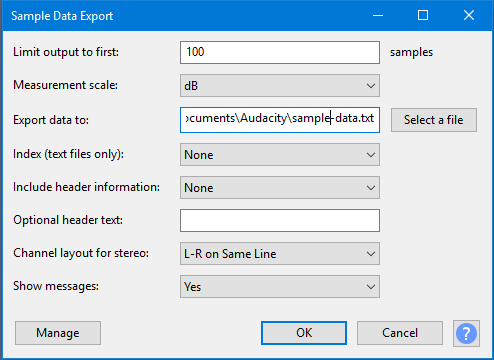 Sample Data Export
Limit output to first: 100 samples
Measurement scale: dB
Export data to: ocuments\Audacity\sample-data.txt Select a file
Index (text files only): None
Include header information: None
Optional header text:
Channel layout for stereo: L-R on Same Line
Show messages: Yes
Manage OK Cancel ?